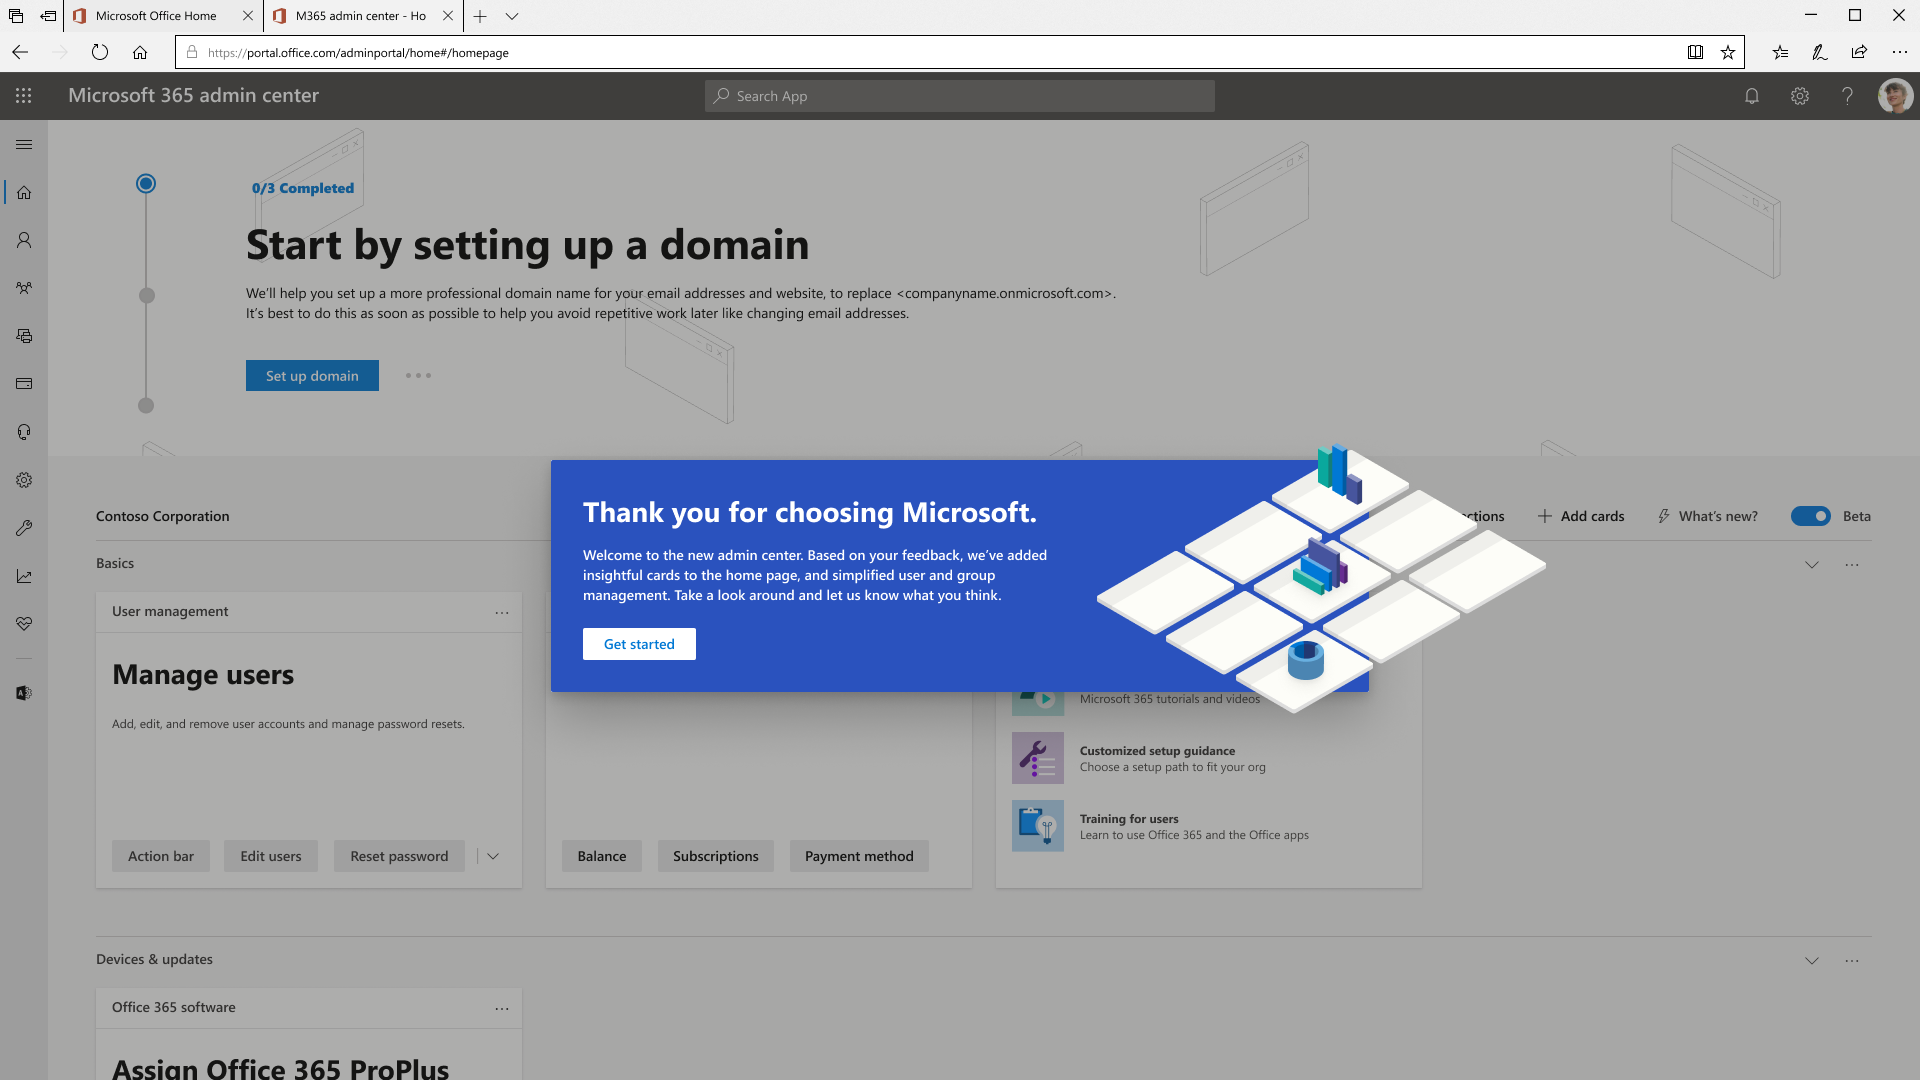 Microsoft Office Home
M365 admin center - Ho
https://portal.office.com/adminportal/home#/homepage
Microsoft 365 admin center
Search App
0/3 Completed
Start by setting up a domain
We'll help you set up a more professional domain name for your email addresses and website, to replace <companyname.onmicrosoft.com>.
It's best to do this as soon as possible to help you avoid repetitive work later like changing email addresses.
Set up domain
Contoso Corporation
Add cards
What's new?
Beta
Basics
Thank you for choosing Microsoft.
Welcome to the new admin center. Based on your feedback, we've added
insightful cards to the home page, and simplified user and group
management. Take a look around and let us know what you think.
Get started
User management
Manage users
Add, edit, and remove user accounts and manage password resets.
Action bar
Edit users
Reset password
Balance
Subscriptions
Payment method
Microsoft 365 tutorials and videos
Customized setup guidance
Choose a setup path to fit your org
Training for users
Learn to use Office 365 and the Office apps
Devices & updates
Office 365 software
Assign Office 365 ProPlus